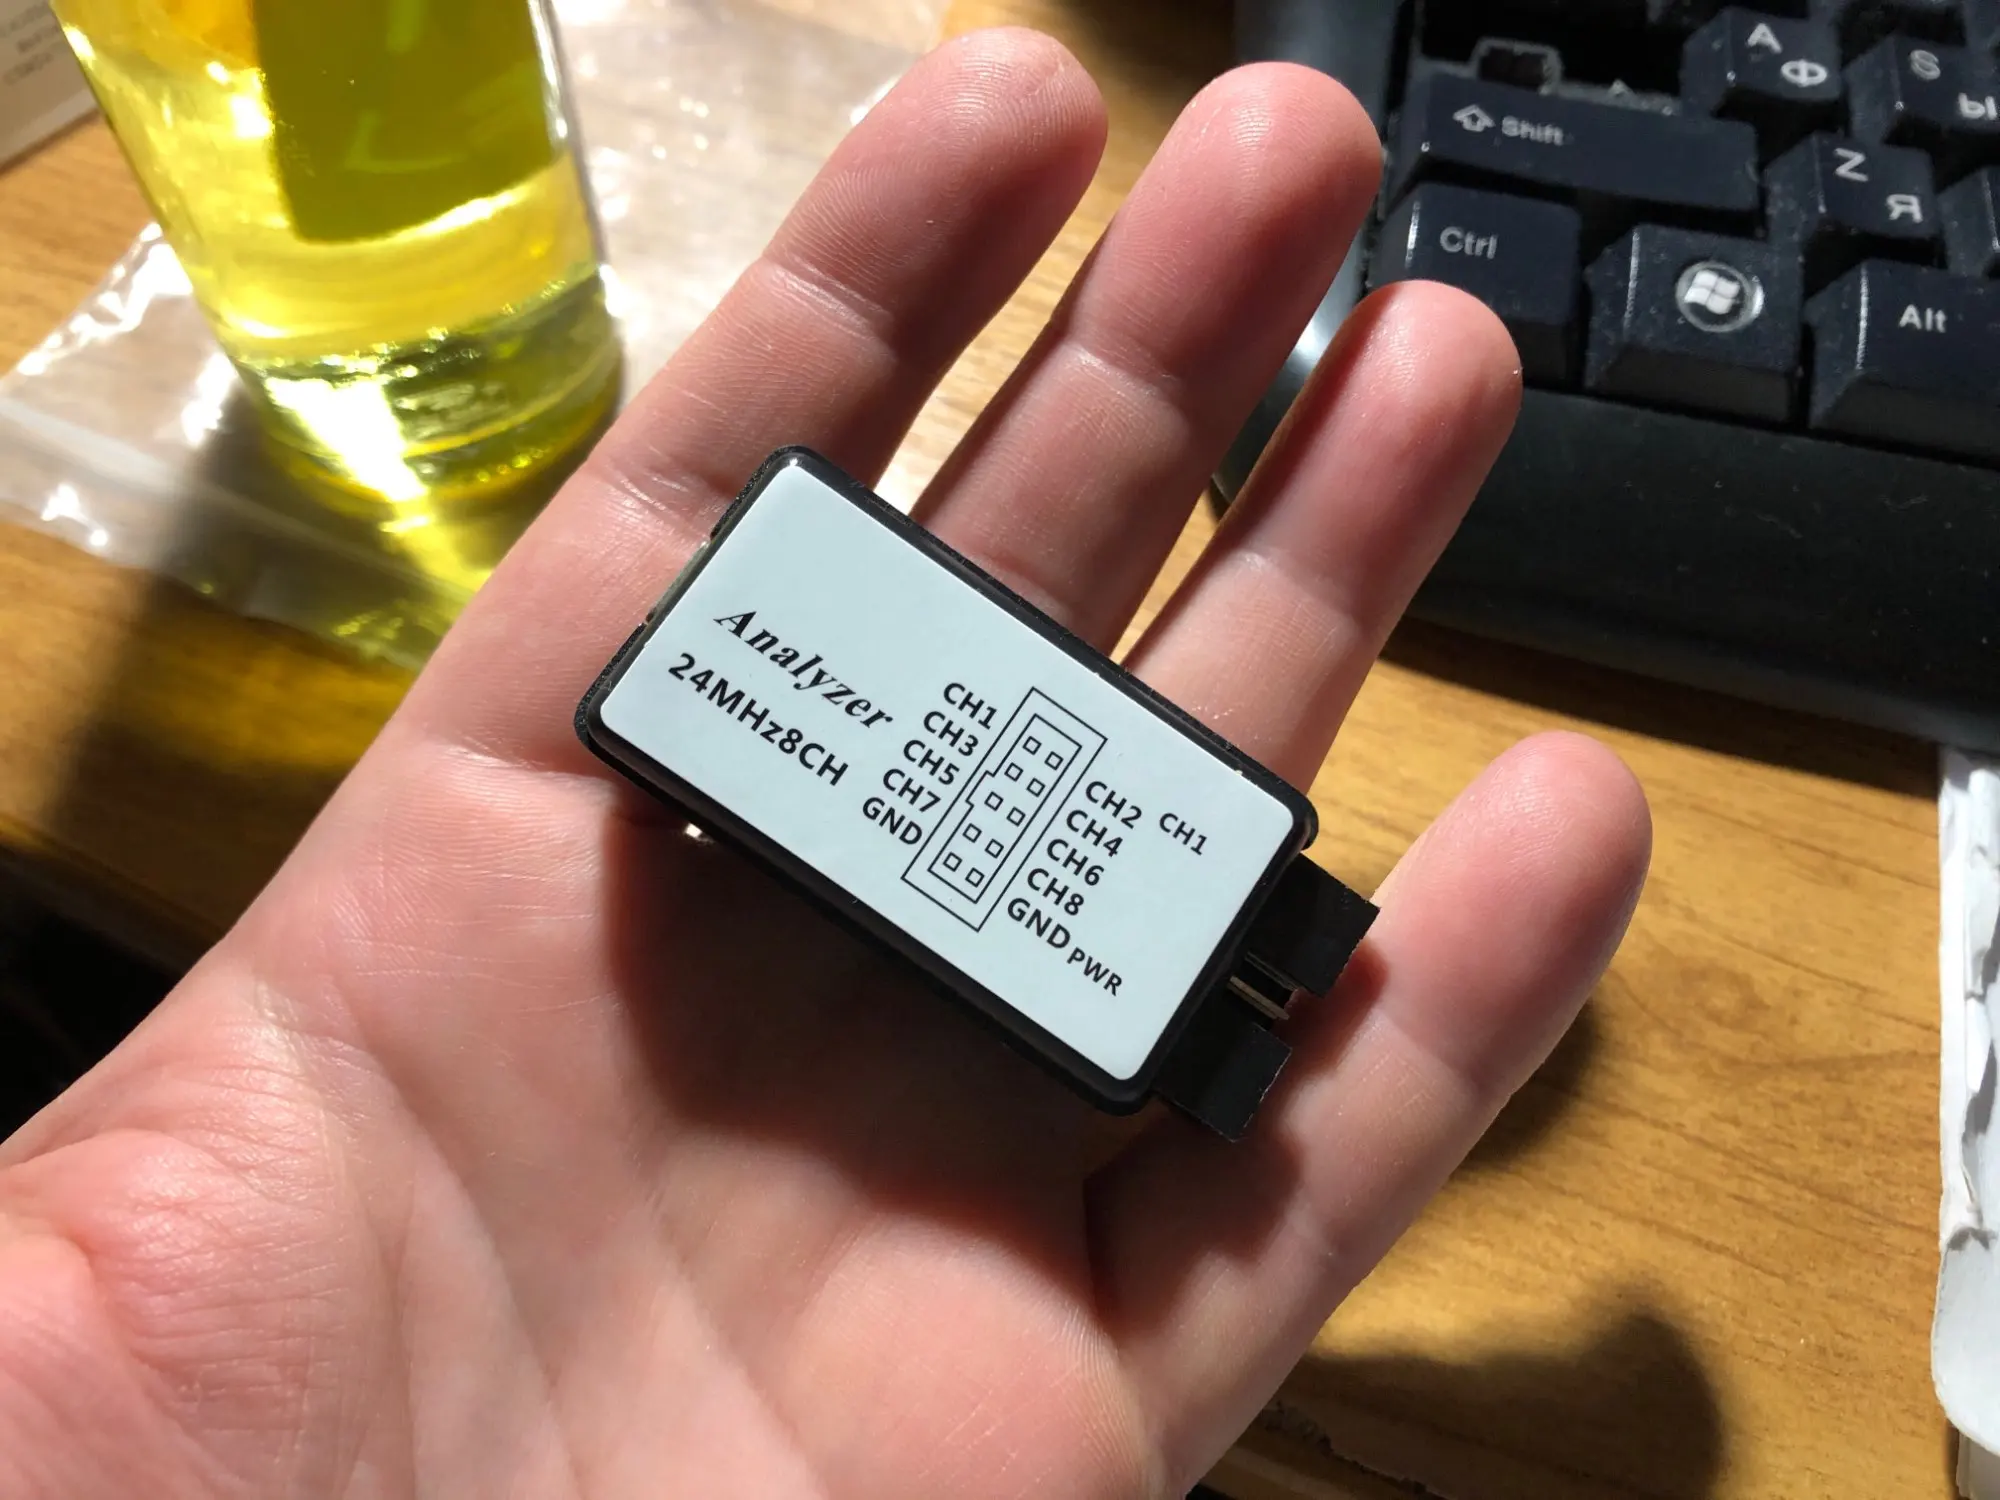 Analyzer
24MHz8CH
CH1
CH3
CH5
CH7
GND
CH2
CH4
CH6
CH8
GND
CH1
PWR
A
Ф
S
Ы
Shift
Z
Я
Ctrl
Alt